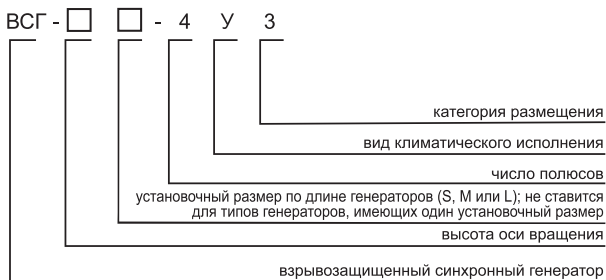 ВСГ - □ □ - 4 У 3
категория размещения
вид климатического исполнения
число полюсов
установочный размер по длине генераторов (S, M или L); не ставится
для типов генераторов, имеющих один установочный размер
высота оси вращения
взрывозащищенный синхронный генератор